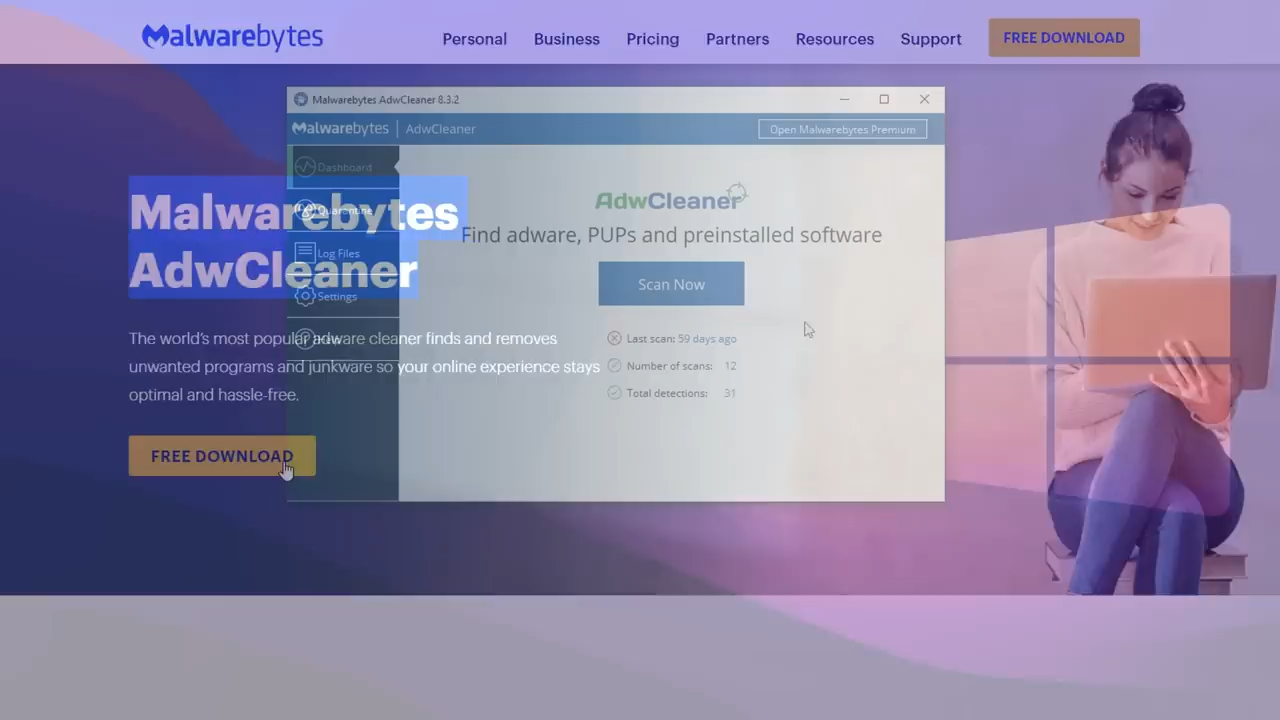 Malwarebytes
Personal
Business
Pricing
Partners
Resources
Support
FREE DOWNLOAD
Malwarebytes AdwCleaner 8.3.2
Malwarebytes | AdwCleaner
Open Malwarebytes Premium
Dashboard
Quarantine
Log Files
Settings
AdwCleaner
Find adware, PUPs and preinstalled software
Scan Now
Last scan: 59 days ago
Number of scans: 12
Total detections: 31
Malwarebytes
AdwCleaner
The world's most popular adware cleaner finds and removes
unwanted programs and junkware so your online experience stays
optimal and hassle-free.
FREE DOWNLOAD